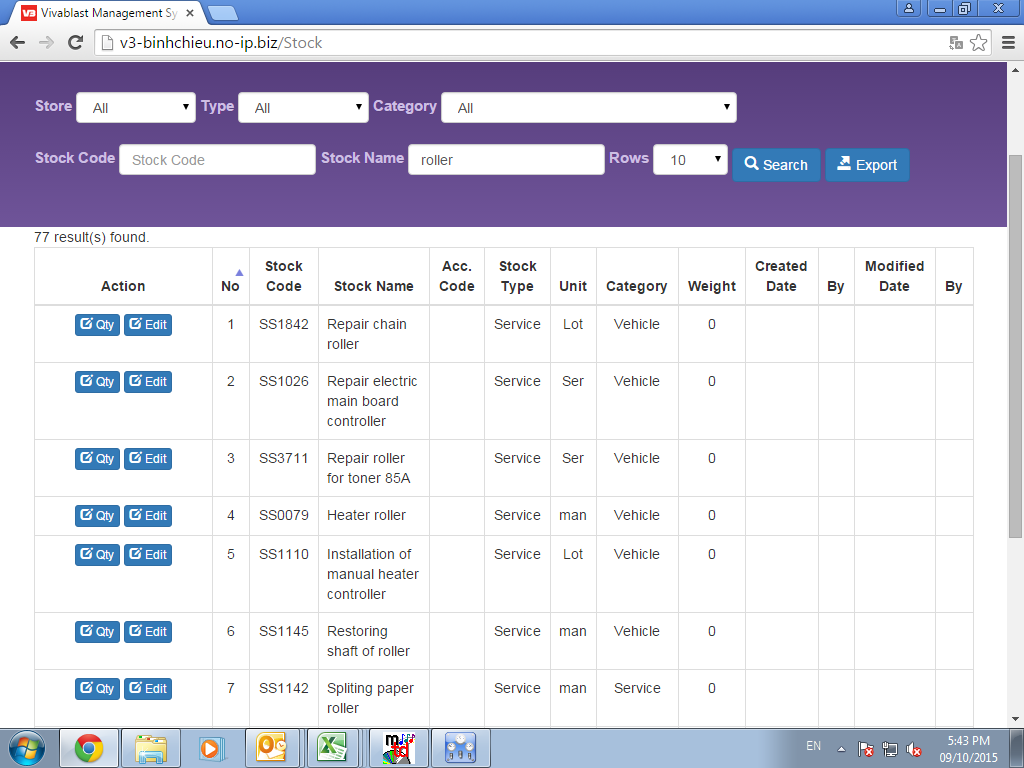 V3 Vivablast Management Sy
v3-binhchieu.no-ip.biz/Stock
Store All Type All Category All
Stock Code Stock Code Stock Name roller Rows 10 Search Export
77 result(s) found.
Action No Stock Code Stock Name Acc. Code Stock Type Unit Category Weight Created Date By Modified Date By
Qty Edit 1 SS1842 Repair chain roller Service Lot Vehicle 0
Qty Edit 2 SS1026 Repair electric main board controller Service Ser Vehicle 0
Qty Edit 3 SS3711 Repair roller for toner 85A Service Ser Vehicle 0
Qty Edit 4 SS0079 Heater roller Service man Vehicle 0
Qty Edit 5 SS1110 Installation of manual heater controller Service Lot Vehicle 0
Qty Edit 6 SS1145 Restoring shaft of roller Service man Vehicle 0
Qty Edit 7 SS1142 Spliting paper roller Service man Service 0
EN 5:43 PM
09/10/2015